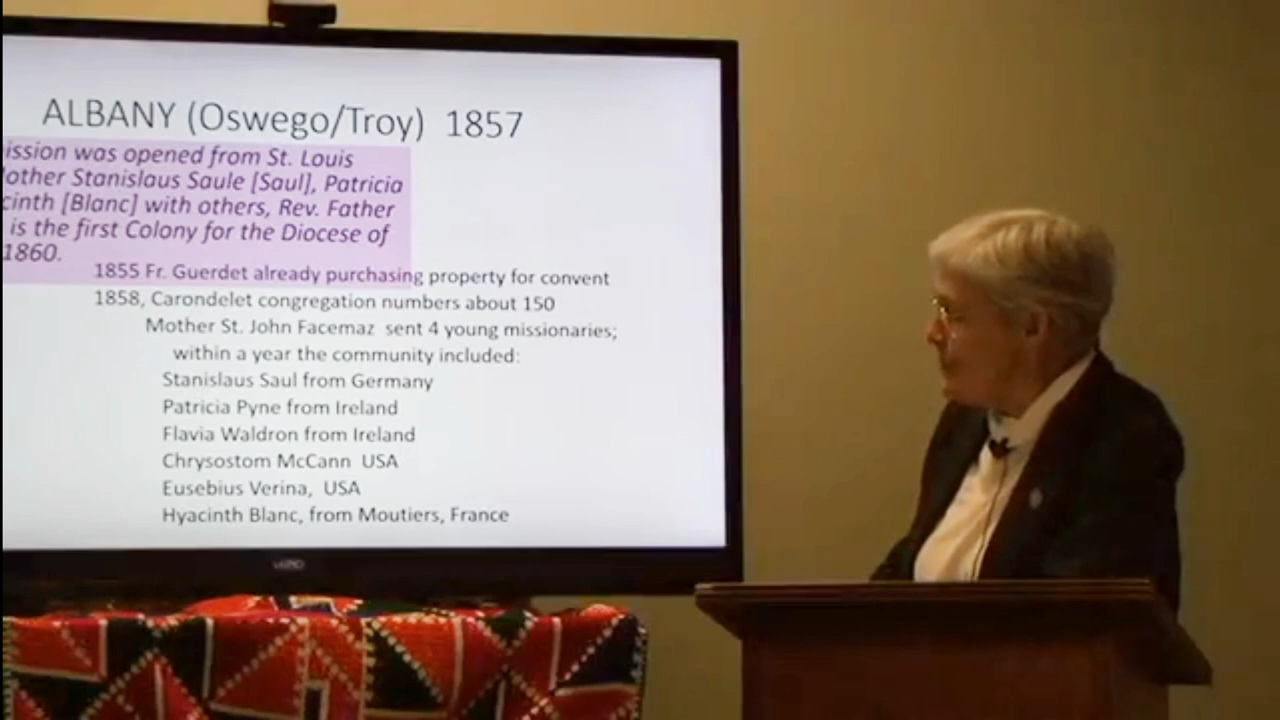 ALBANY (Oswego/Troy) 1857
ission was opened from St. Louis
other Stanislaus Saule [Saul], Patricia
cinth [Blanc] with others, Rev. Father
is the first Colony for the Diocese of
1860.
1855 Fr. Guerdet already purchasing property for convent
1858, Carondelet congregation numbers about 150
Mother St. John Facemaz sent 4 young missionaries;
within a year the community included:
Stanislaus Saul from Germany
Patricia Pyne from Ireland
Flavia Waldron from Ireland
Chrysostom McCann USA
Eusebius Verina, USA
Hyacinth Blanc, from Moutiers, France